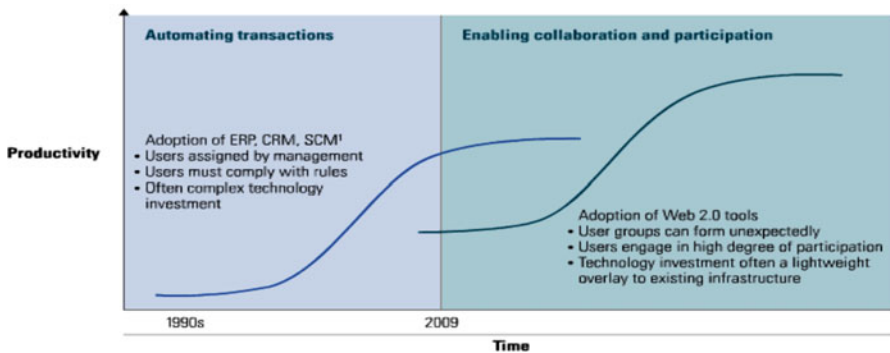 Automating transactions
Enabling collaboration and participation
Productivity
Adoption of ERP, CRM, SCM¹
• Users assigned by management
• Users must comply with rules
• Often complex technology
investment
Adoption of Web 2.0 tools
• User groups can form unexpectedly
• Users engage in high degree of participation
• Technology investment often a lightweight
overlay to existing infrastructure
1990s
2009
Time